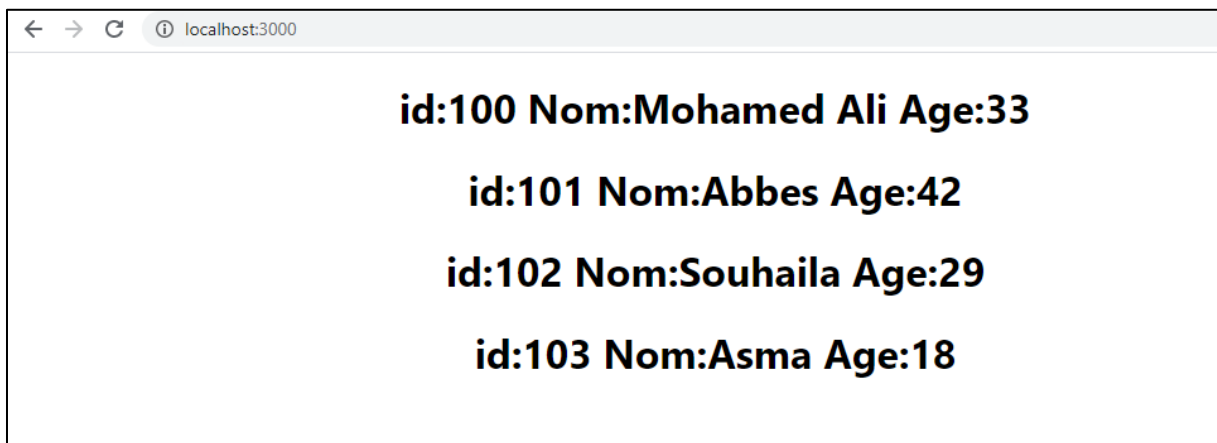 localhost:3000
id:100 Nom:Mohamed Ali Age:33
id:101 Nom:Abbes Age:42
id:102 Nom:Souhaila Age:29
id:103 Nom:Asma Age:18